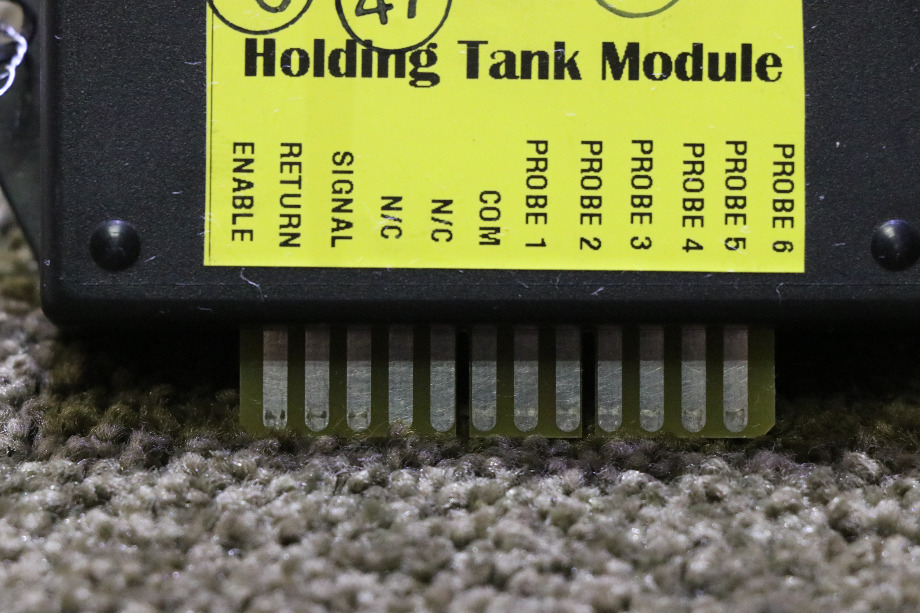 47
Holding Tank Module
ENABLE
RETURN
SIGNAL
N/C
N/C
COM
PROBE 1
PROBE 2
PROBE 3
PROBE 4
PROBE 5
PROBE 6